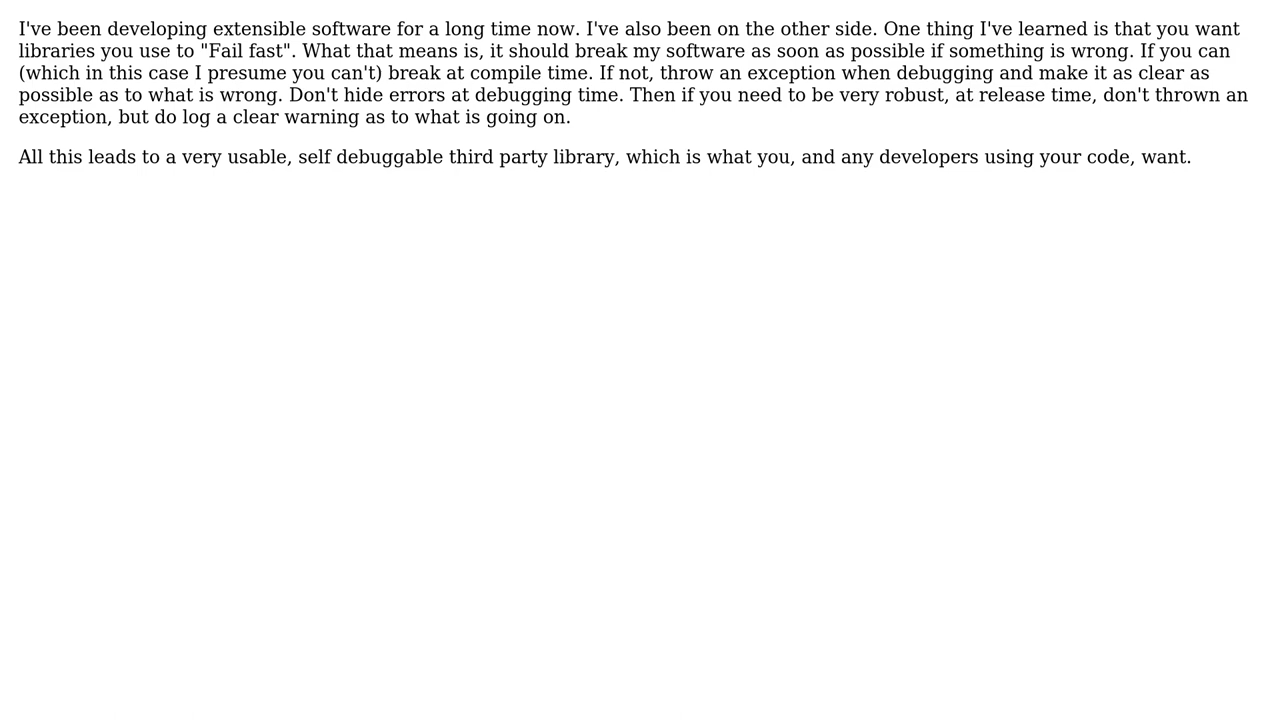 I've been developing extensible software for a long time now. I've also been on the other side. One thing I've learned is that you want
libraries you use to "Fail fast". What that means is, it should break my software as soon as possible if something is wrong. If you can
(which in this case I presume you can't) break at compile time. If not, throw an exception when debugging and make it as clear as
possible as to what is wrong. Don't hide errors at debugging time. Then if you need to be very robust, at release time, don't thrown an
exception, but do log a clear warning as to what is going on.
All this leads to a very usable, self debuggable third party library, which is what you, and any developers using your code, want.